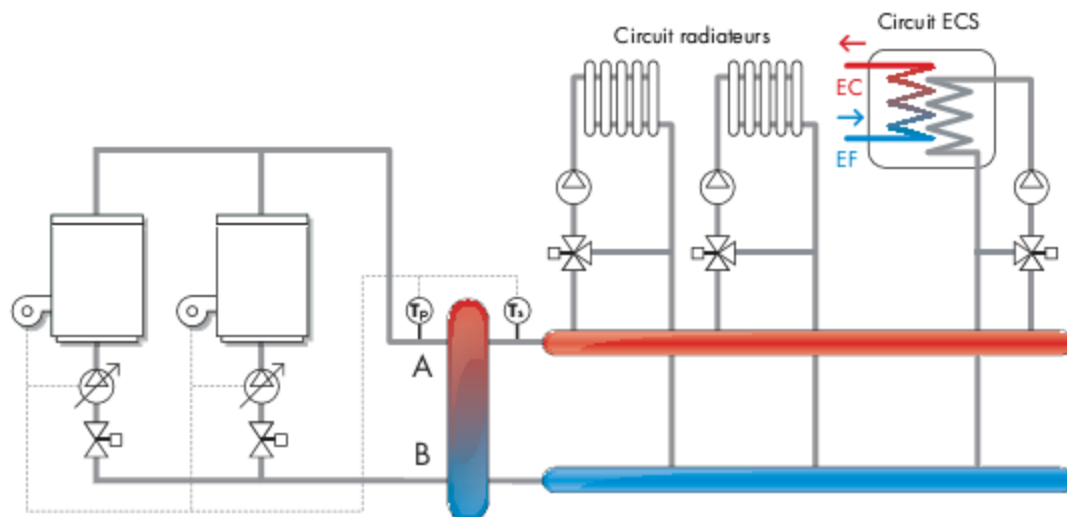 Circuit ECS
Circuit radiateurs
EC
EF
Tp
Ts
A
B